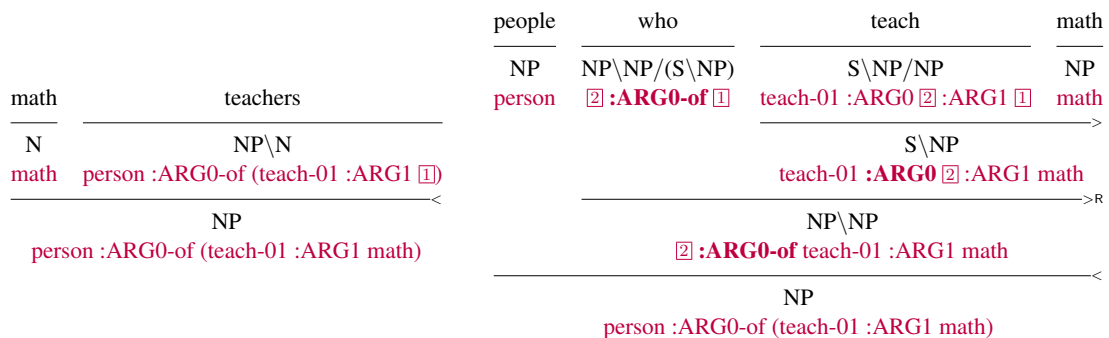 math teachers
N NP\N
math person :ARG0-of (teach-01 :ARG1 1)
<
NP
person :ARG0-of (teach-01 :ARG1 math)
people who teach math
NP NP\NP/(S\NP) S\NP/NP NP
person 2 :ARG0-of 1 teach-01 :ARG0 2 :ARG1 1 math
>
S\NP
teach-01 :ARG0 2 :ARG1 math
>R
NP\NP
2 :ARG0-of teach-01 :ARG1 math
<
NP
person :ARG0-of (teach-01 :ARG1 math)